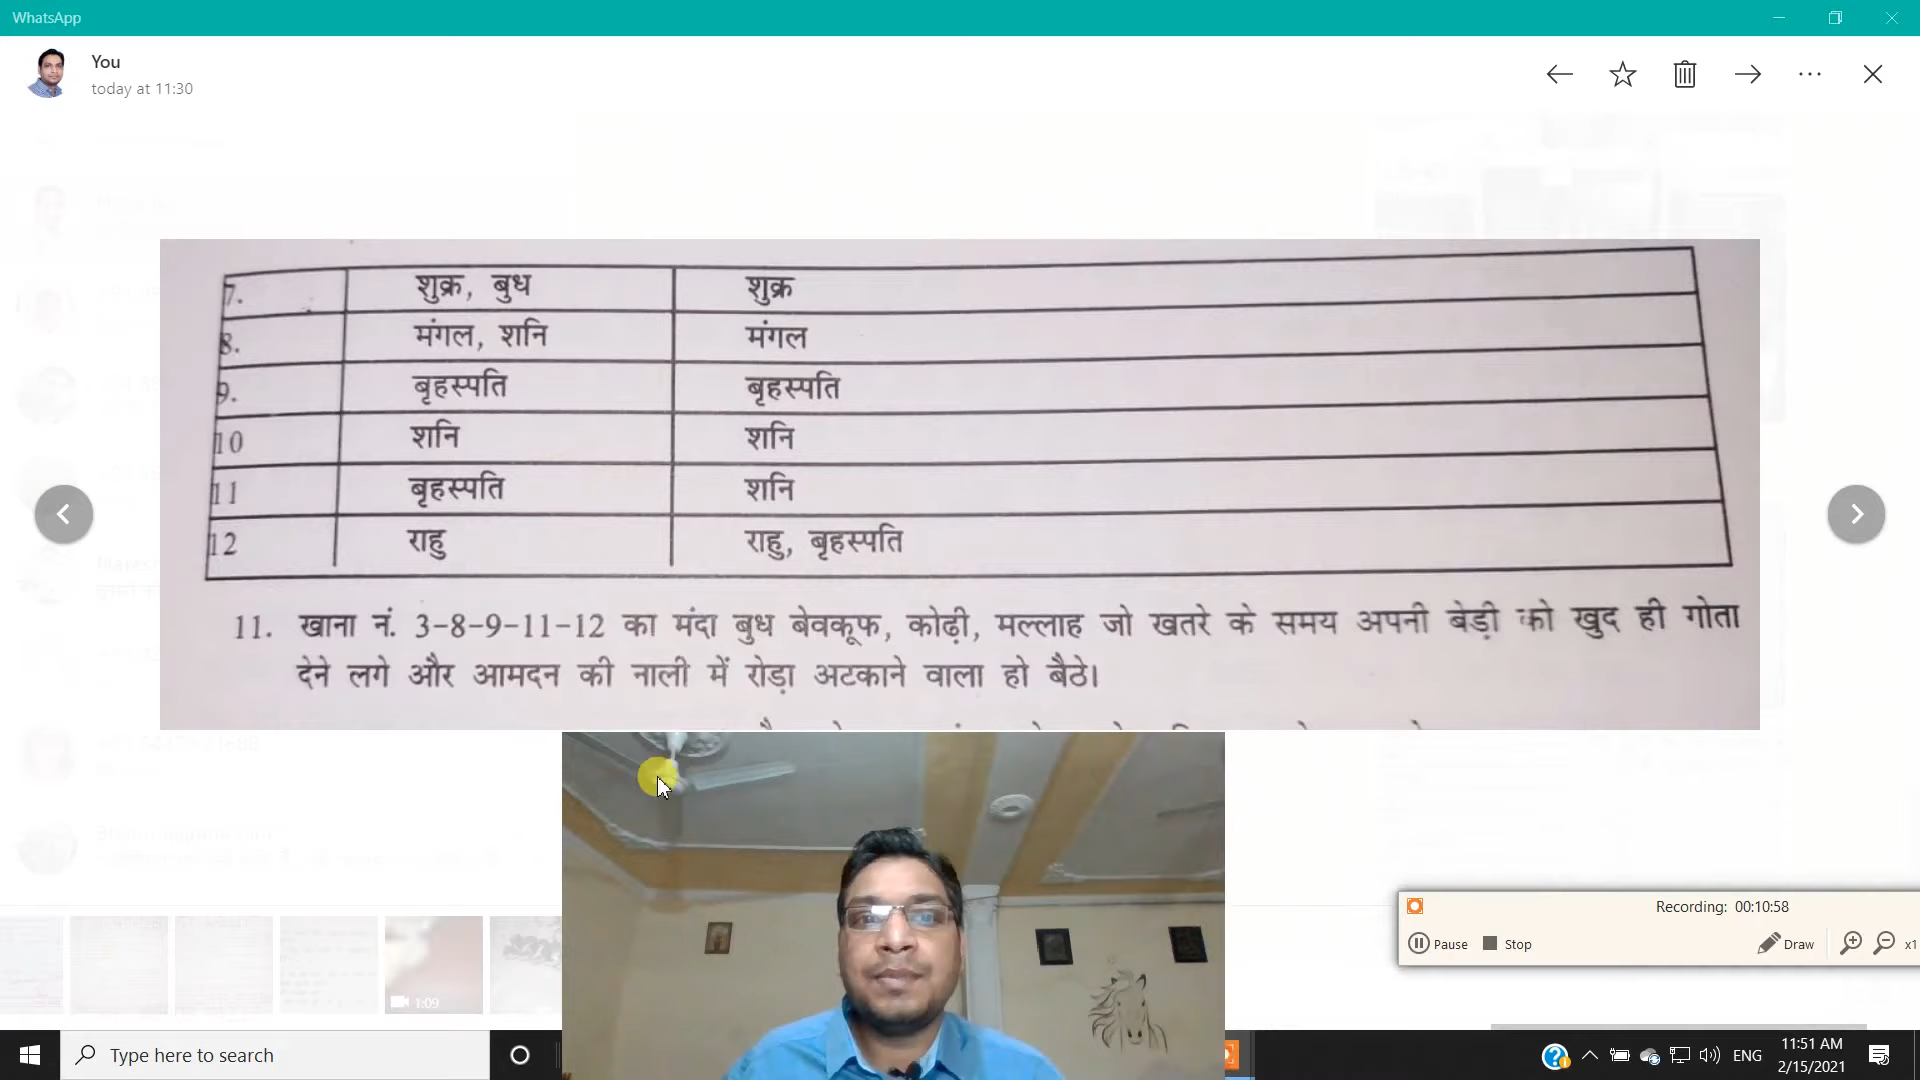 WhatsApp
You
today at 11:30
7. शुक्र, बुध शुक्र
8. मंगल, शनि मंगल
9. बृहस्पति बृहस्पति
10 शनि शनि
11 बृहस्पति शनि
12 राहु राहु, बृहस्पति
11. खाना नं. 3-8-9-11-12 का मंदा बुध बेवकूफ, कोढ़ी, मल्लाह जो खतरे के समय अपनी बेड़ी को खुद ही गोता
देने लगे और आमदन की नाली में रोड़ा अटकाने वाला हो बैठे।
Recording: 00:10:58
Pause Stop Draw x1
1:09
Type here to search
ENG
11:51 AM
2/15/2021